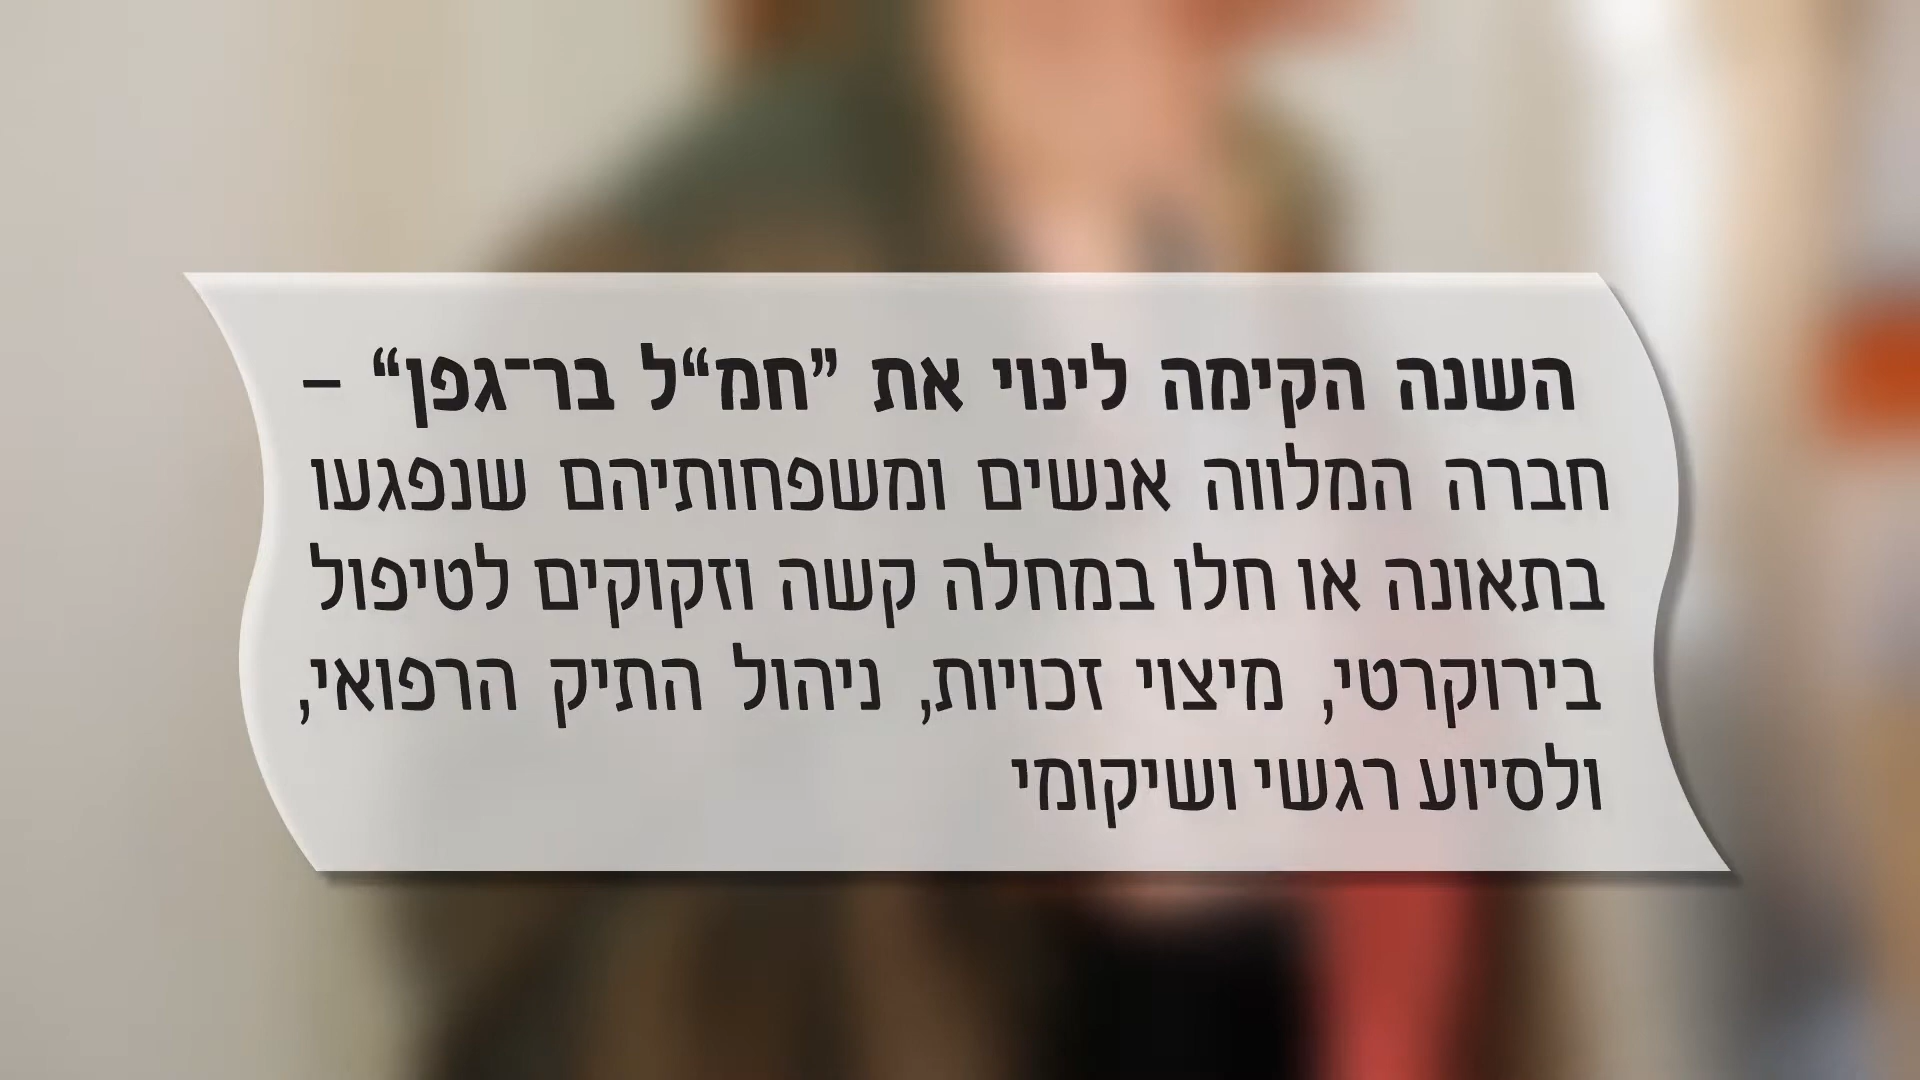 השנה הקימה לינוי את ”חמ“ל בר־גפן“ –
חברה המלווה אנשים ומשפחותיהם שנפגעו
בתאונה או חלו במחלה קשה וזקוקים לטיפול
בירוקרטי, מיצוי זכויות, ניהול התיק הרפואי,
ולסיוע רגשי ושיקומי